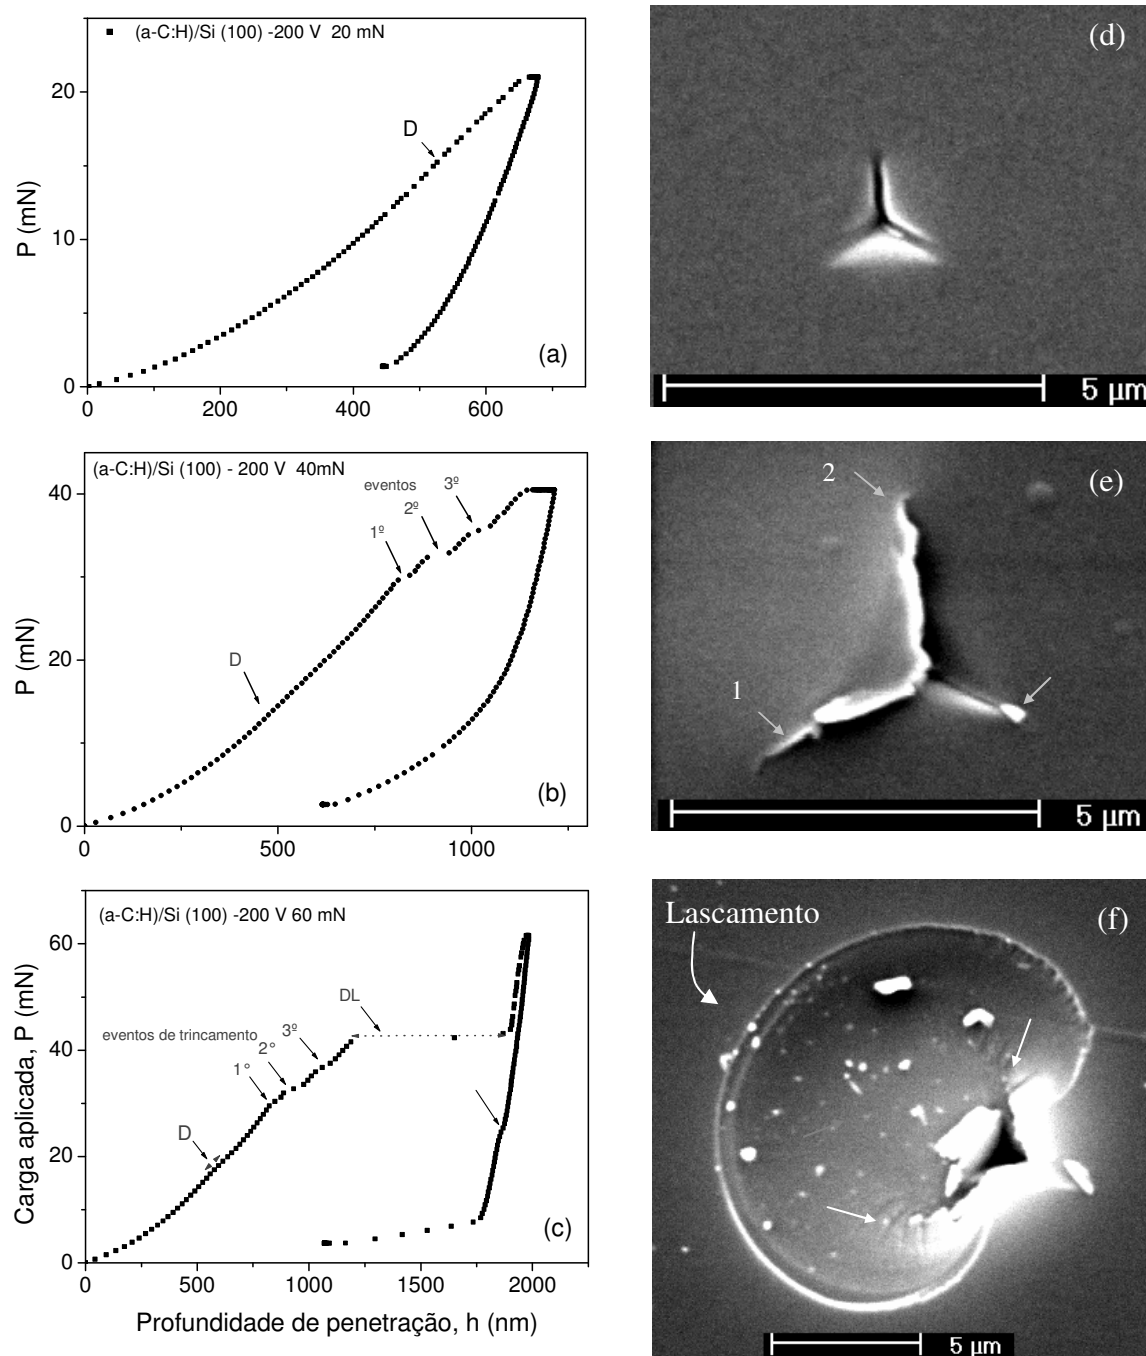 (a-C:H)/Si (100) -200 V 20 mN
D
P (mN)
20
10
0
0 200 400 600
(a)
(d)
5 µm
(a-C:H)/Si (100) - 200 V 40mN
eventos
1º
2º
3º
D
P (mN)
40
20
0
0 500 1000
(b)
2
1
(e)
5 µm
(a-C:H)/Si (100) -200 V 60 mN
DL
eventos de trincamento
1°
2°
3º
D
Carga aplicada, P (mN)
60
40
20
0
0 500 1000 1500 2000
(c)
Profundidade de penetração, h (nm)
Lascamento
(f)
5 µm